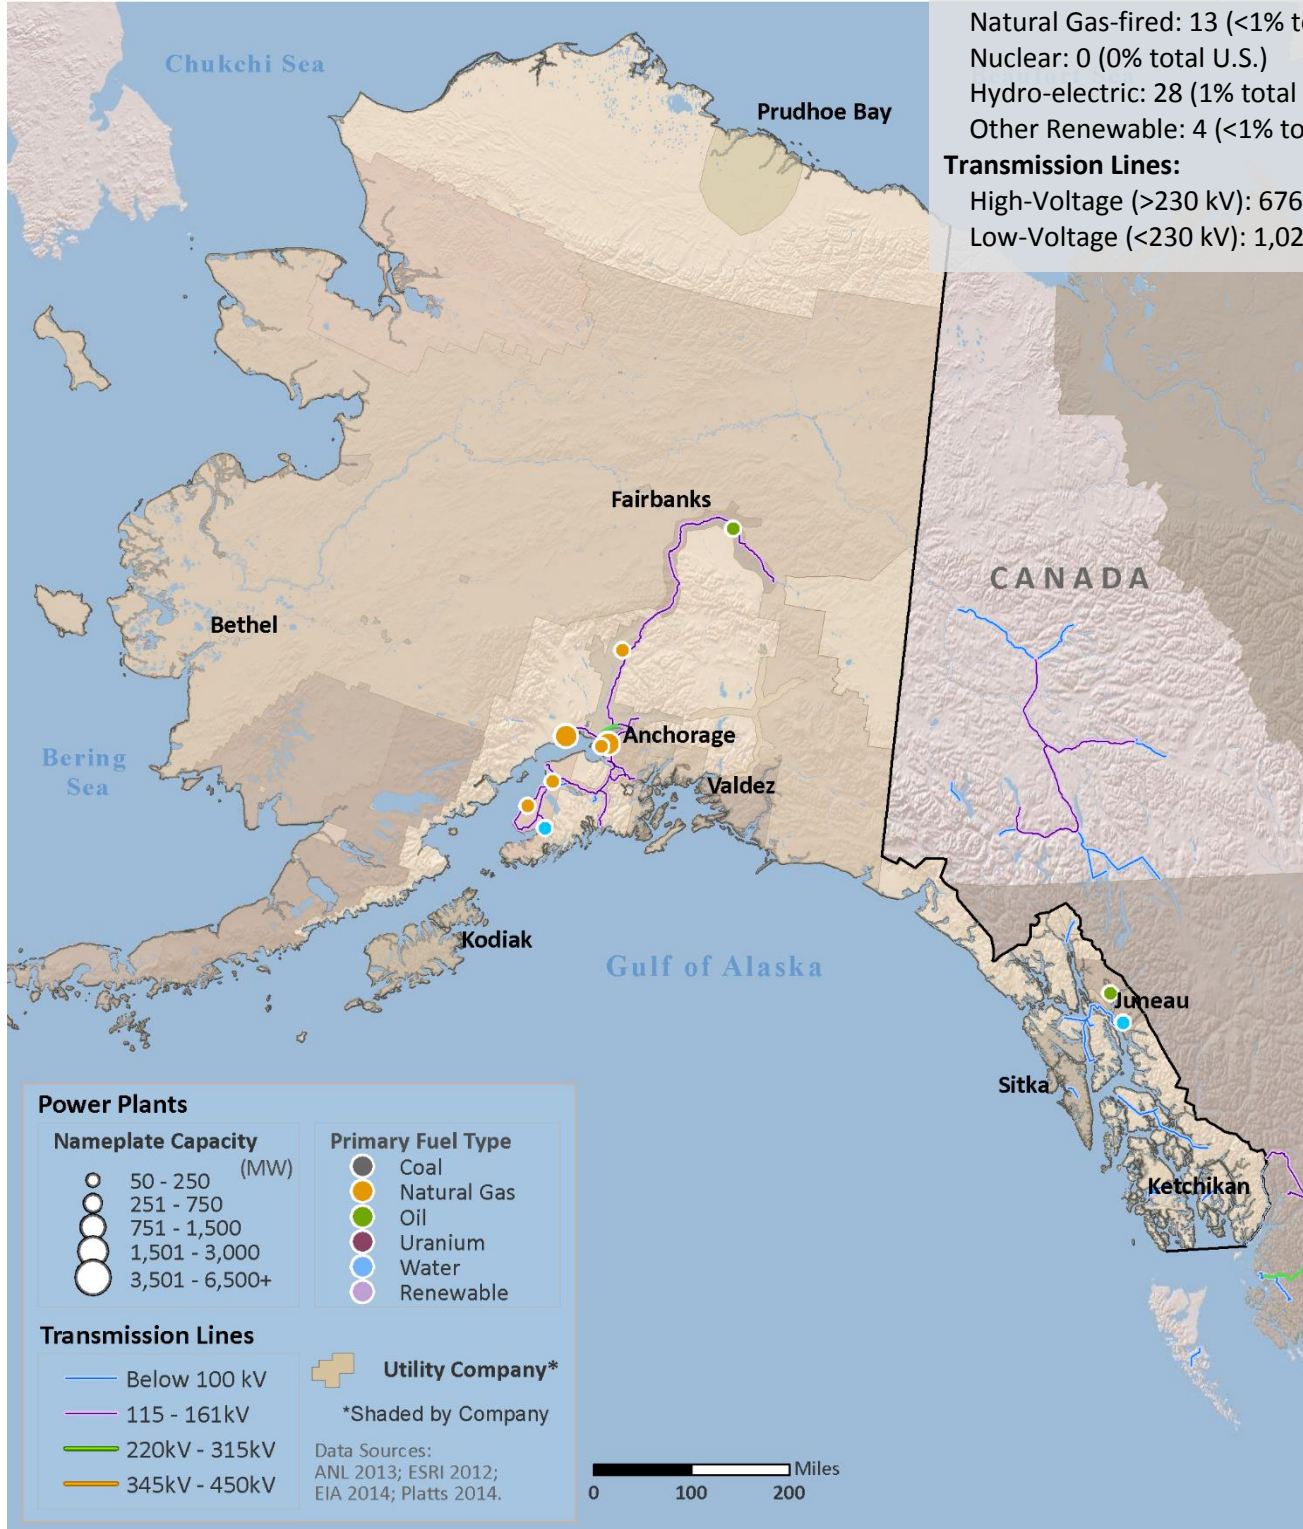 Natural Gas-fired: 13 (<1% t
Nuclear: 0 (0% total U.S.)
Hydro-electric: 28 (1% total
Other Renewable: 4 (<1% to
Transmission Lines:
High-Voltage (>230 kV): 676
Low-Voltage (<230 kV): 1,02
Chukchi Sea
Beaufort Sea
Prudhoe Bay
Fairbanks
CANADA
Bethel
Anchorage
Bering
Sea
Valdez
Kodiak
Gulf of Alaska
Juneau
Sitka
Ketchikan
Power Plants
Nameplate Capacity
(MW)
50 - 250
251 - 750
751 - 1,500
1,501 - 3,000
3,501 - 6,500+
Primary Fuel Type
Coal
Natural Gas
Oil
Uranium
Water
Renewable
Transmission Lines
Below 100 kV
115 - 161kV
220kV - 315kV
345kV - 450kV
Utility Company*
*Shaded by Company
Data Sources:
ANL 2013; ESRI 2012;
EIA 2014; Platts 2014.
Miles
0 100 200